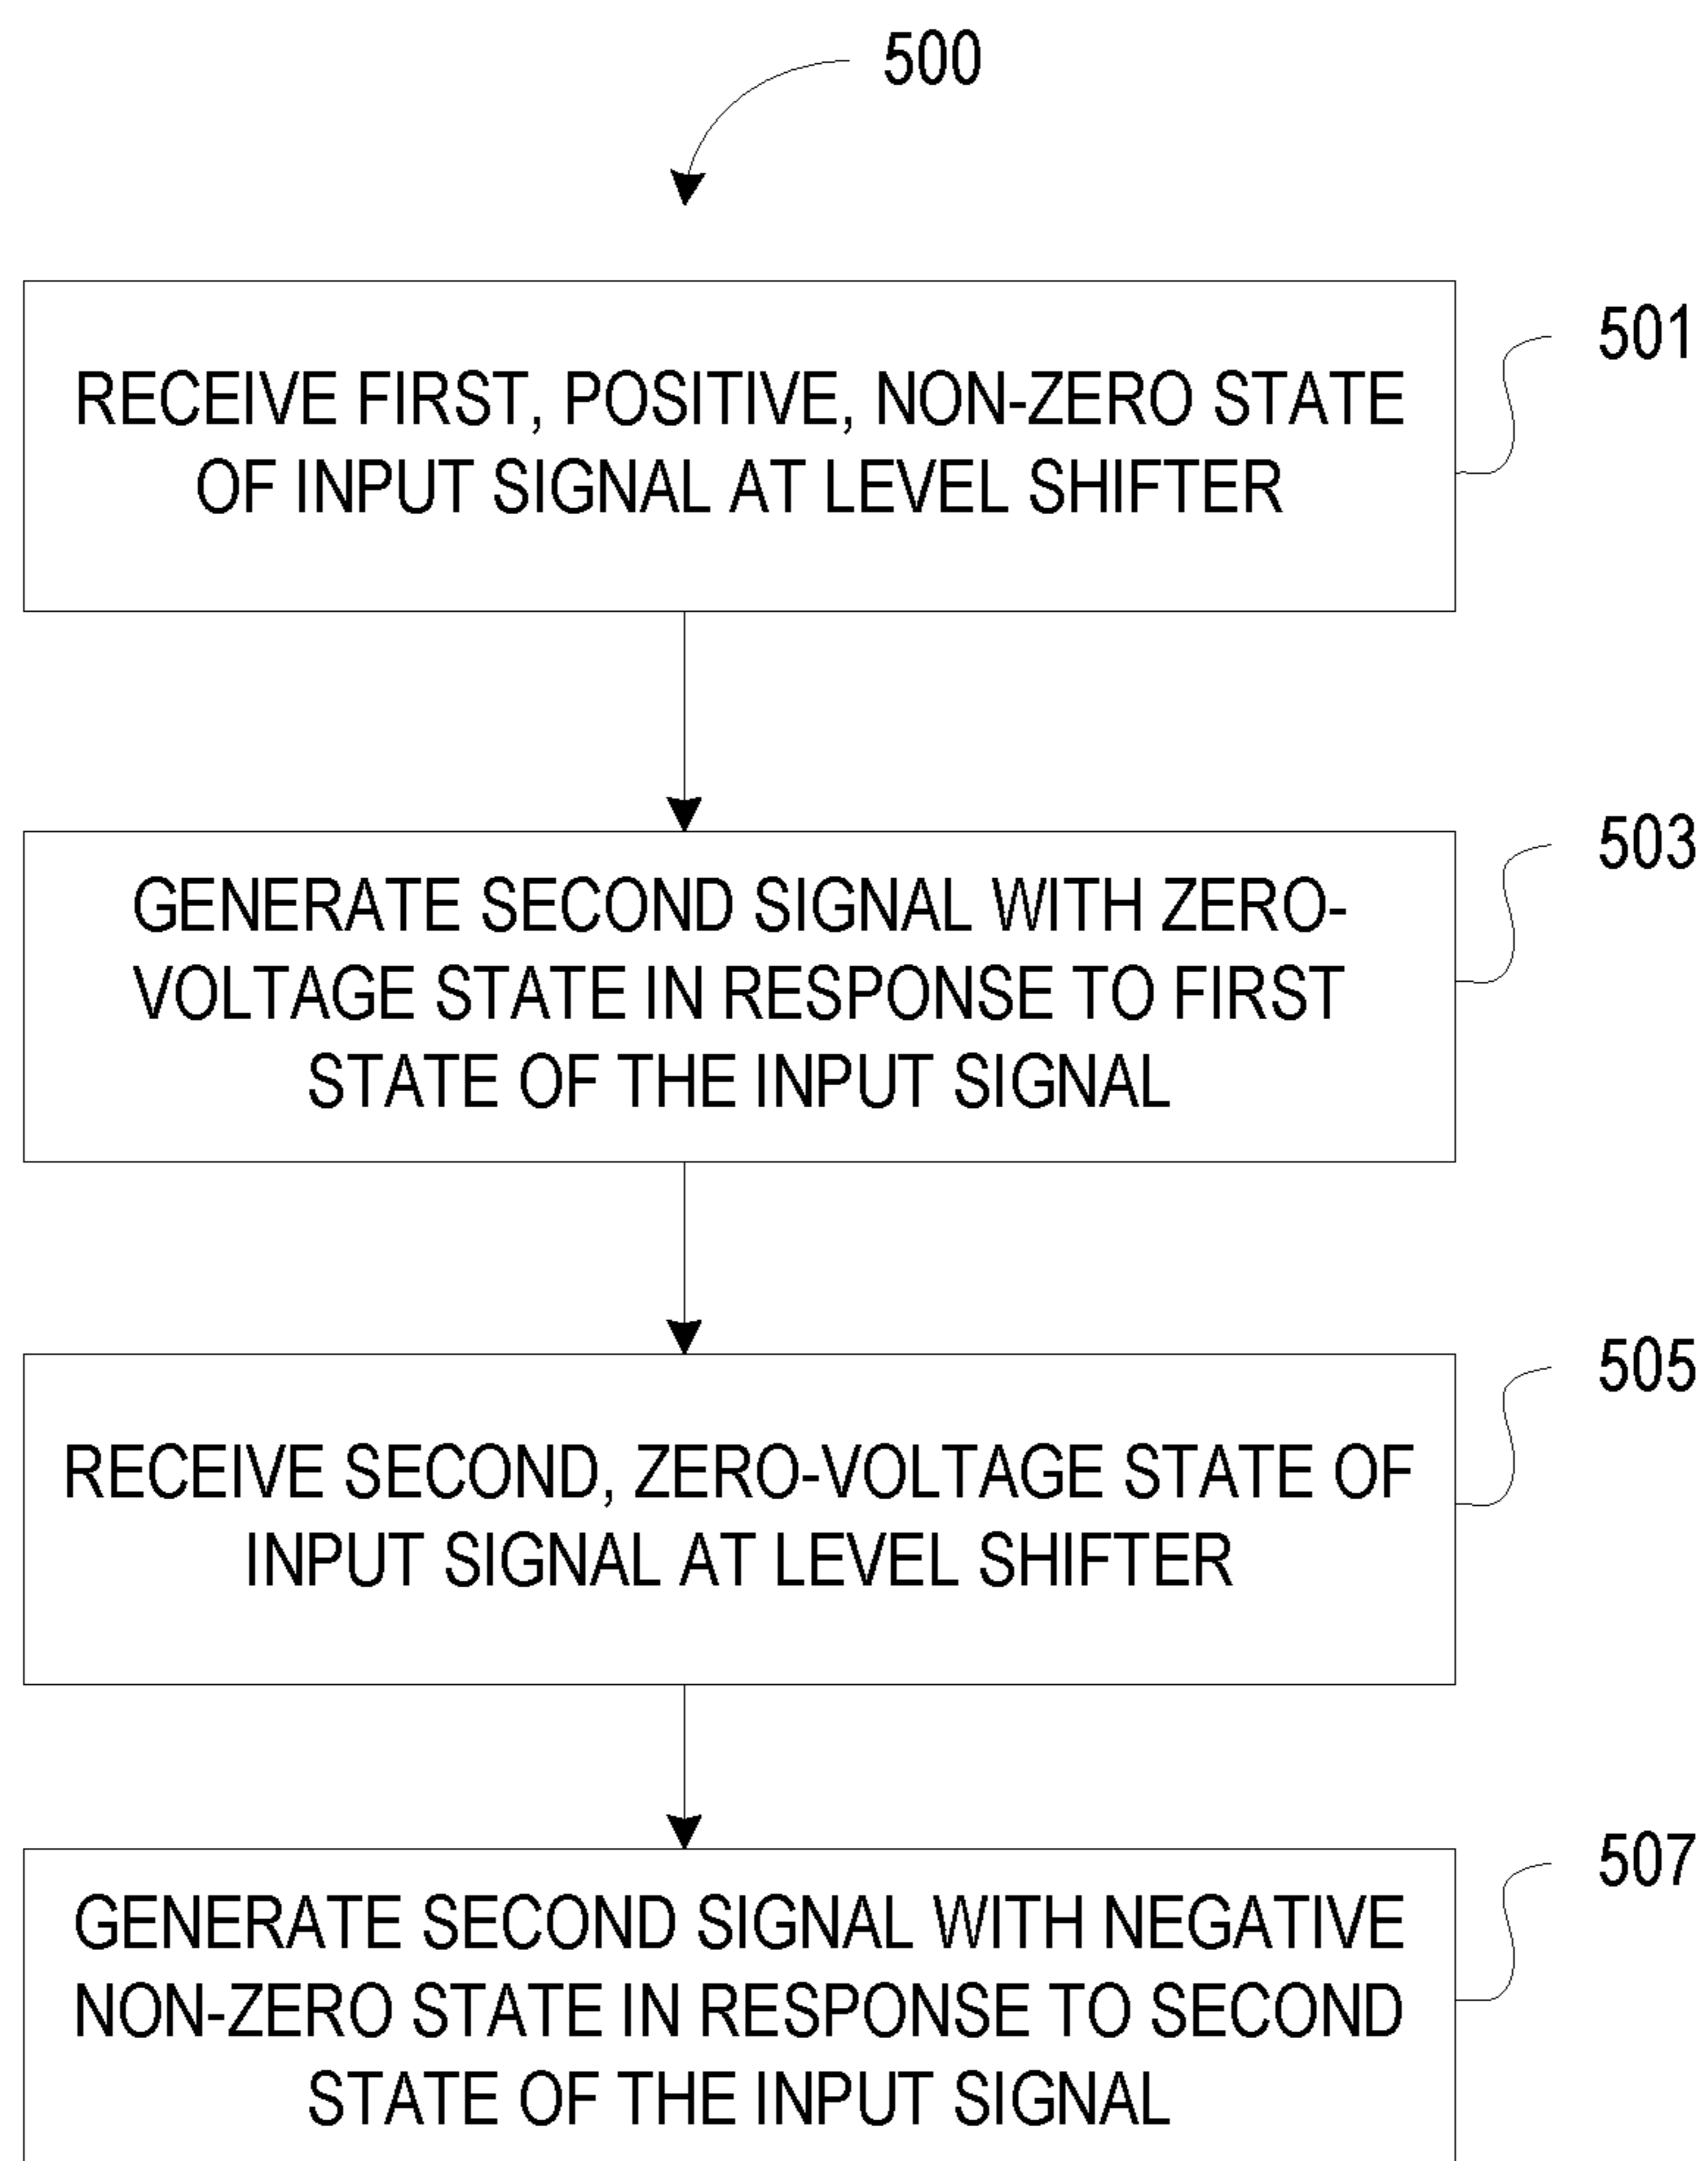 500
501
RECEIVE FIRST, POSITIVE, NON-ZERO STATE
OF INPUT SIGNAL AT LEVEL SHIFTER
503
GENERATE SECOND SIGNAL WITH ZERO-
VOLTAGE STATE IN RESPONSE TO FIRST
STATE OF THE INPUT SIGNAL
505
RECEIVE SECOND, ZERO-VOLTAGE STATE OF
INPUT SIGNAL AT LEVEL SHIFTER
507
GENERATE SECOND SIGNAL WITH NEGATIVE
NON-ZERO STATE IN RESPONSE TO SECOND
STATE OF THE INPUT SIGNAL